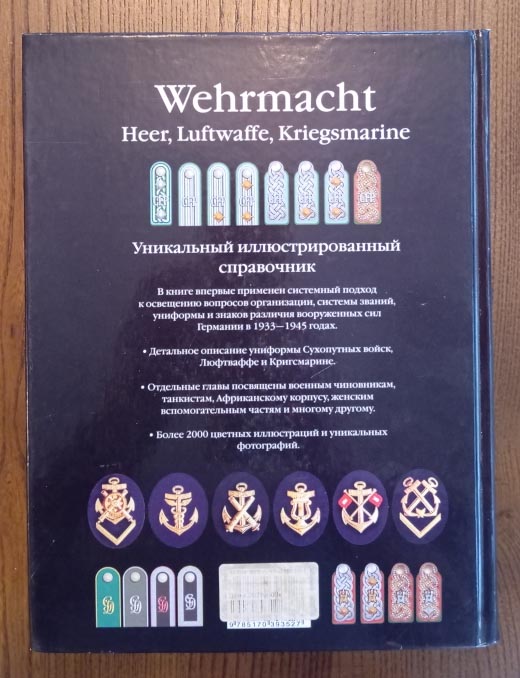 Wehrmacht
Heer, Luftwaffe, Kriegsmarine
Уникальный иллюстрированный
справочник
В книге впервые применен системный подход
к освещению вопросов организации, системы званий,
униформы и знаков различия вооруженных сил
Германии в 1933—1945 годах.
• Детальное описание униформы Сухопутных войск,
Люфтваффе и Кригсмарине.
• Отдельные главы посвящены военным чиновникам,
танкистам, Африканскому корпусу, женским
вспомогательным частям и многому другому.
• Более 2000 цветных иллюстраций и уникальных
фотографий.
9785170393527